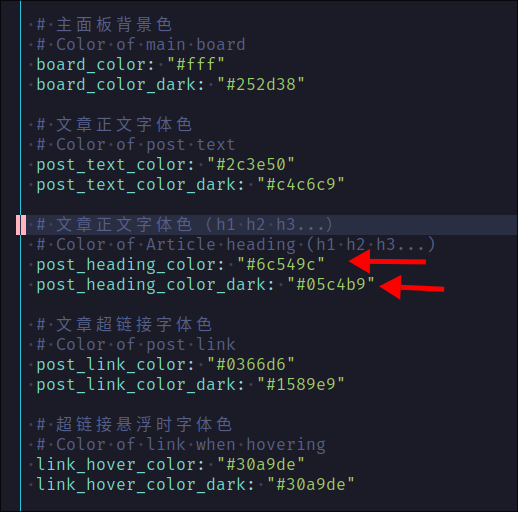 # 主面板背景色
# Color of main board
board_color: "#fff"
board_color_dark: "#252d38"
# 文章正文字体色
# Color of post text
post_text_color: "#2c3e50"
post_text_color_dark: "#c4c6c9"
# 文章正文字体色 (h1 h2 h3...)
# Color of Article heading (h1 h2 h3...)
post_heading_color: "#6c549c"
post_heading_color_dark: "#05c4b9"
# 文章超链接字体色
# Color of post link
post_link_color: "#0366d6"
post_link_color_dark: "#1589e9"
# 超链接悬浮时字体色
# Color of link when hovering
link_hover_color: "#30a9de"
link_hover_color_dark: "#30a9de"